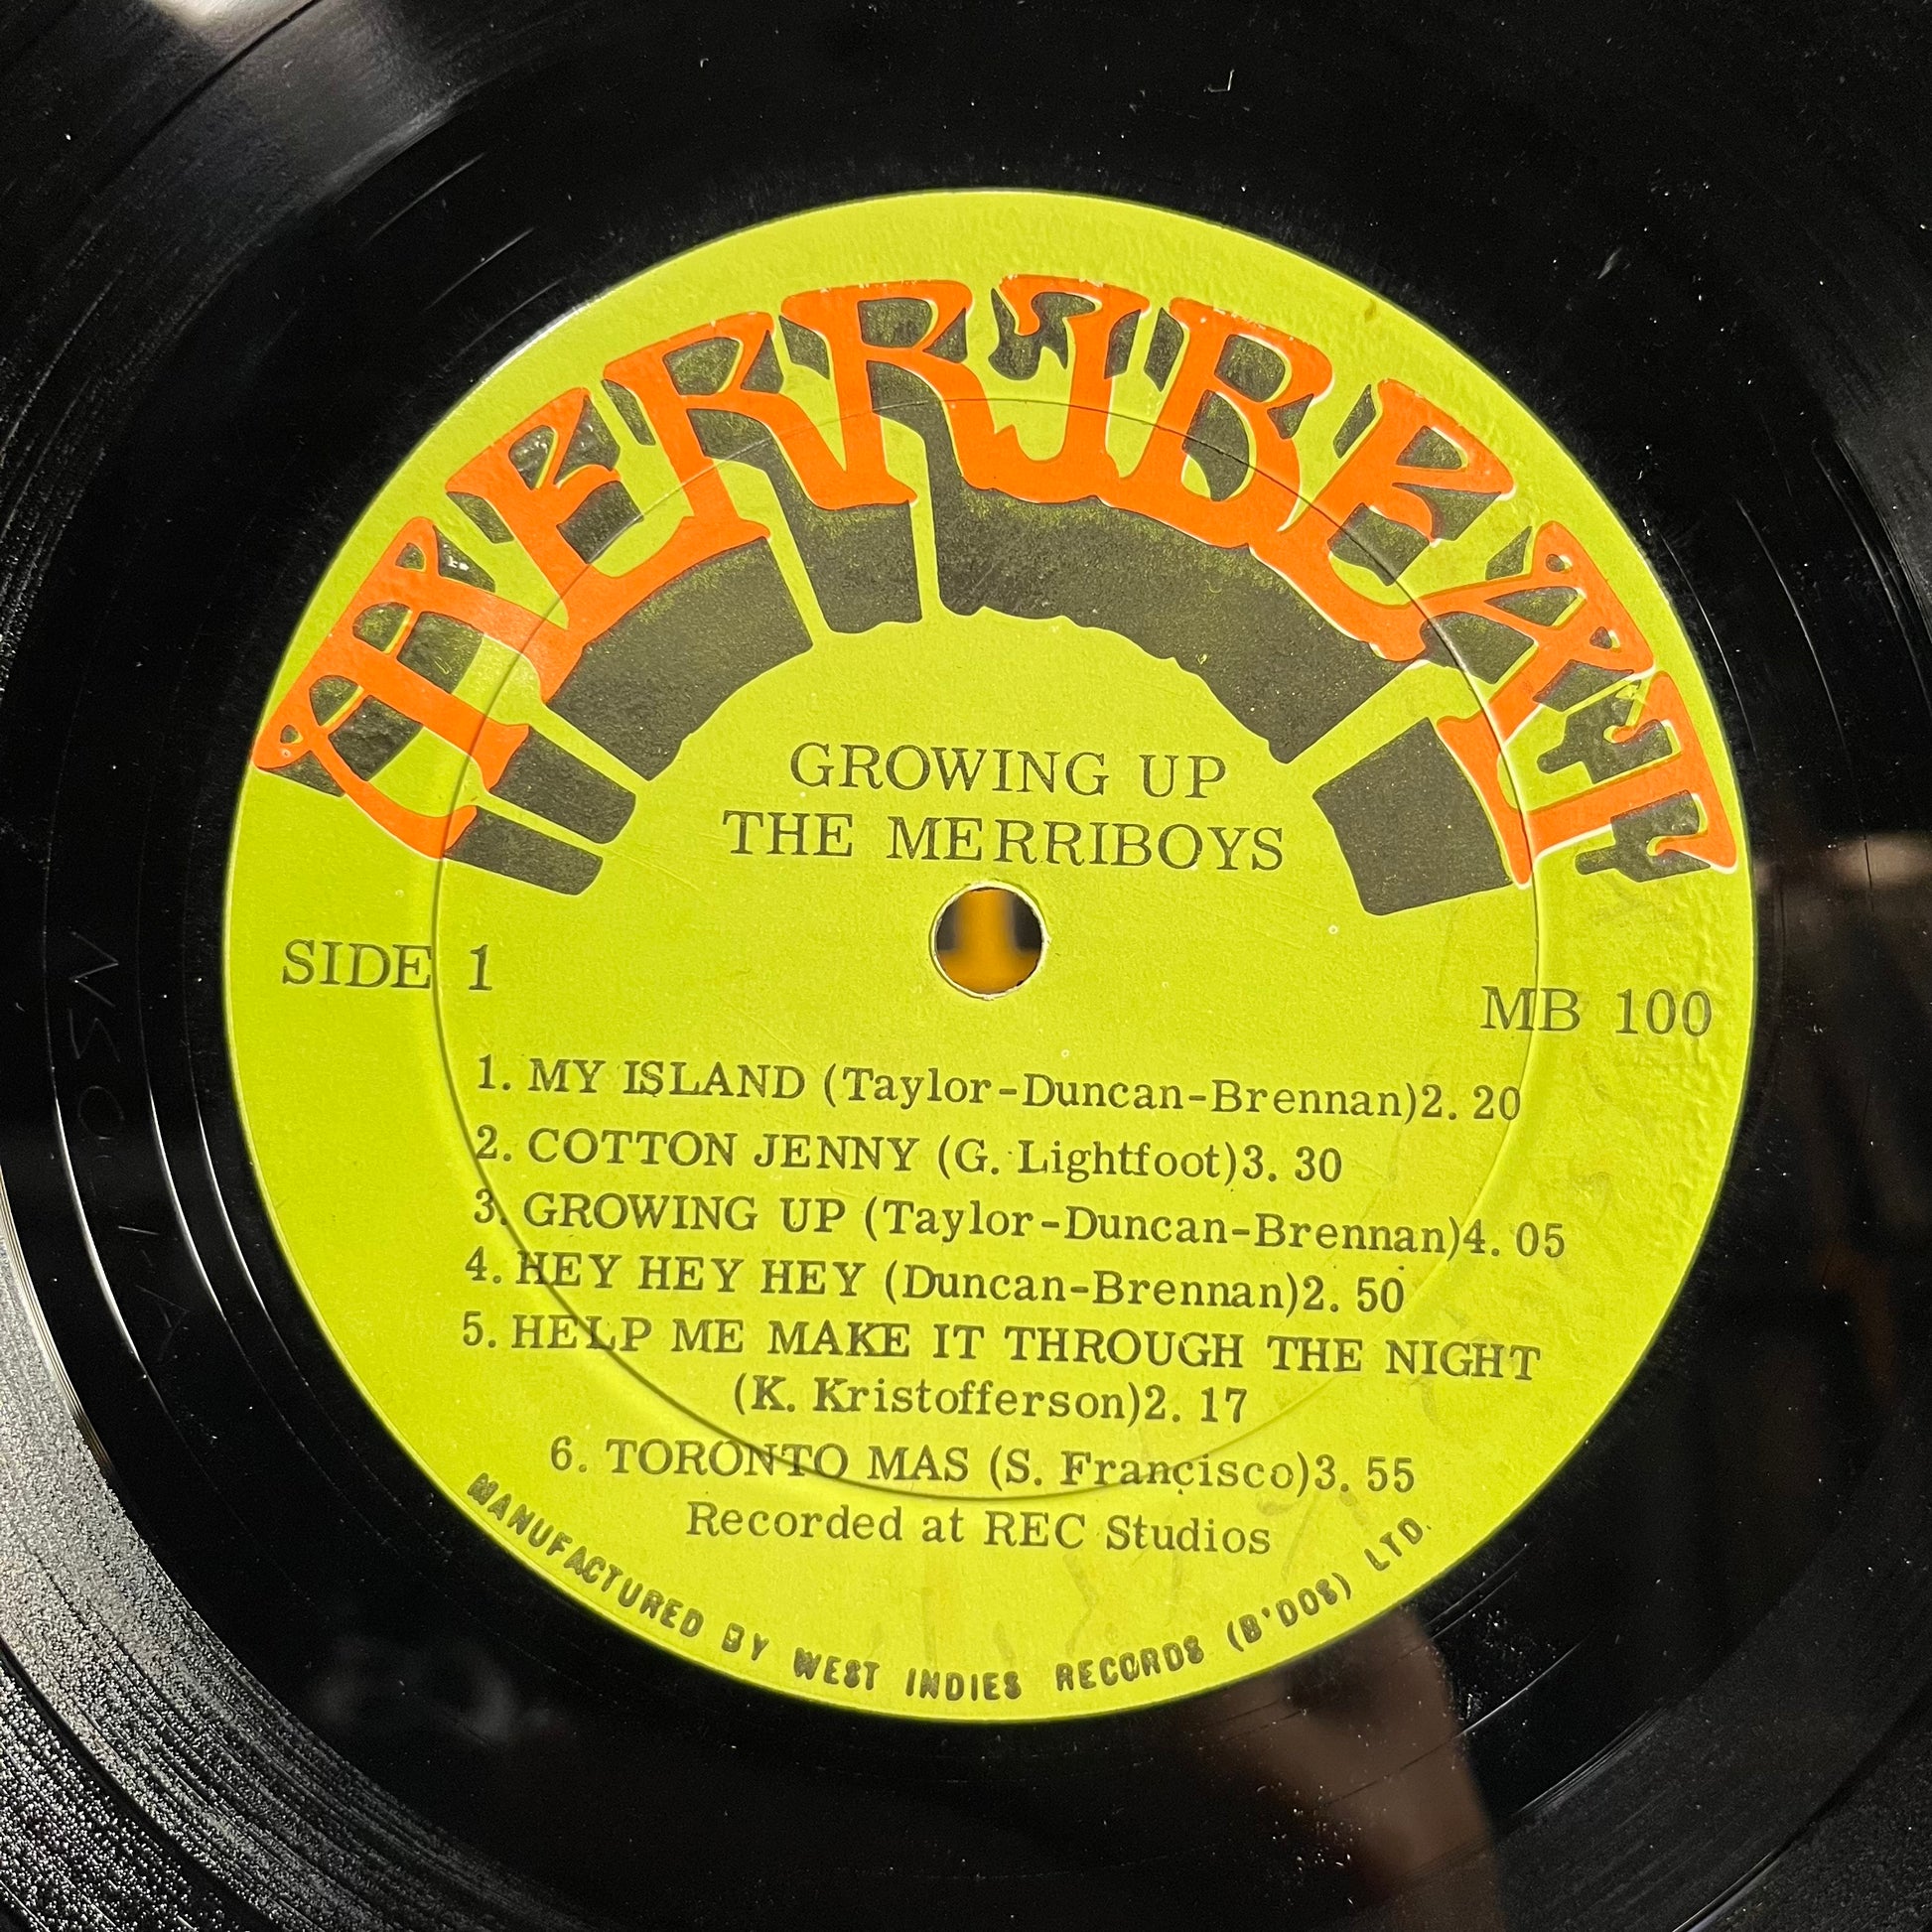 MERRIBEAT
GROWING UP
THE MERRIBOYS
SIDE 1
MB 100
1. MY ISLAND (Taylor-Duncan-Brennan)2. 20
2. COTTON JENNY (G. Lightfoot)3. 30
3. GROWING UP (Taylor-Duncan-Brennan)4. 05
4. HEY HEY HEY (Duncan-Brennan)2. 50
5. HELP ME MAKE IT THROUGH THE NIGHT
(K. Kristofferson)2. 17
6. TORONTO MAS (S. Francisco)3. 55
Recorded at REC Studios
MANUFACTURED BY WEST INDIES RECORDS (B'DOS) LTD.